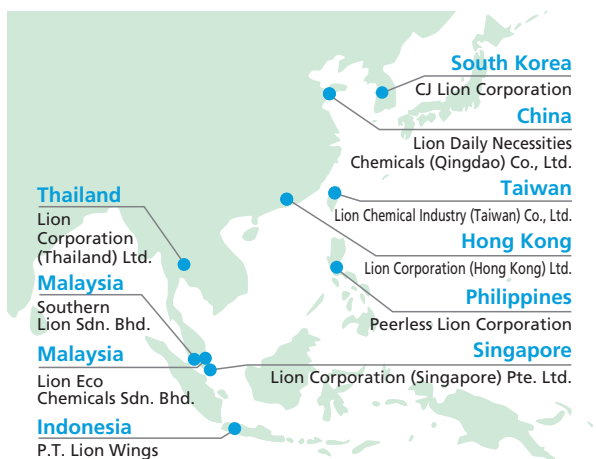 South Korea
CJ Lion Corporation
China
Lion Daily Necessities
Chemicals (Qingdao) Co., Ltd.
Taiwan
Lion Chemical Industry (Taiwan) Co., Ltd.
Hong Kong
Lion Corporation (Hong Kong) Ltd.
Philippines
Peerless Lion Corporation
Singapore
Lion Corporation (Singapore) Pte. Ltd.
Thailand
Lion
Corporation
(Thailand) Ltd.
Malaysia
Southern
Lion Sdn. Bhd.
Malaysia
Lion Eco
Chemicals Sdn. Bhd.
Indonesia
P.T. Lion Wings